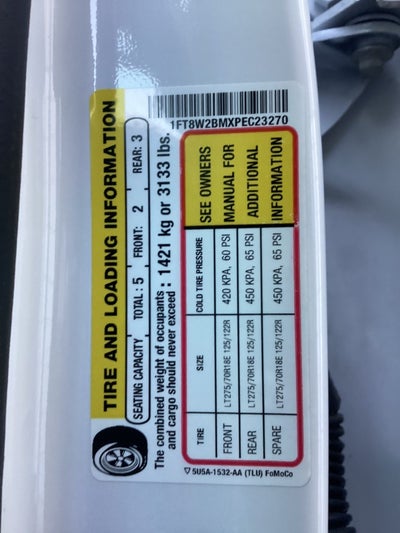 1FT8W2BMXPEC23270
TIRE AND LOADING INFORMATION
SEATING CAPACITY TOTAL: 5 FRONT: 2 REAR: 3
The combined weight of occupants
and cargo should never exceed : 1421 kg or 3133 lbs.
TIRE SIZE COLD TIRE PRESSURE
FRONT LT275/70R18E 125/122R 420 KPA, 60 PSI
REAR LT275/70R18E 125/122R 450 KPA, 65 PSI
SPARE LT275/70R18E 125/122R 450 KPA, 65 PSI
SEE OWNERS
MANUAL FOR
ADDITIONAL
INFORMATION
5U5A-1532-AA (TLU) FoMoCo